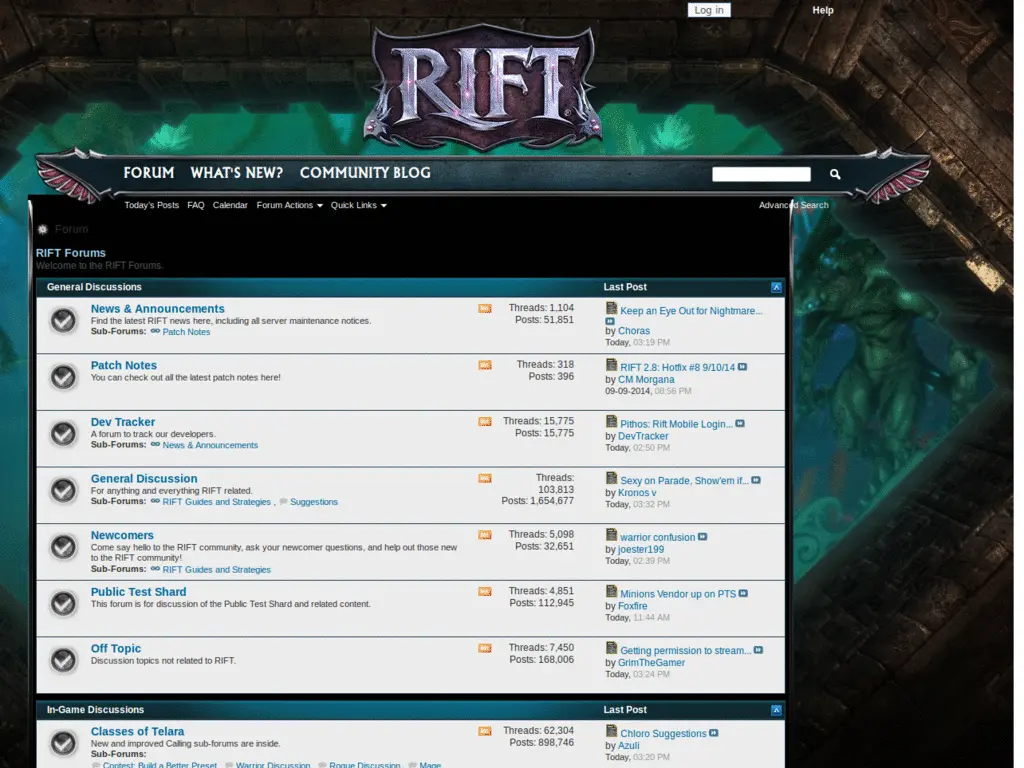 Log in
Help
RIFT®
FORUM WHAT'S NEW? COMMUNITY BLOG
Today's Posts FAQ Calendar Forum Actions Quick Links Advanced Search
Forum
RIFT Forums
Welcome to the RIFT Forums.
General Discussions Last Post
News & Announcements
Find the latest RIFT news here, including all server maintenance notices.
Sub-Forums: Patch Notes
Threads: 1,104
Posts: 51,851
Keep an Eye Out for Nightmare...
by Choras
Today, 03:19 PM
Patch Notes
You can check out all the latest patch notes here!
Threads: 318
Posts: 396
RIFT 2.8: Hotfix #8 9/10/14
by CM Morgana
09-09-2014, 08:56 PM
Dev Tracker
A forum to track our developers.
Sub-Forums: News & Announcements
Threads: 15,775
Posts: 15,775
Pithos: Rift Mobile Login...
by DevTracker
Today, 02:50 PM
General Discussion
For anything and everything RIFT related.
Sub-Forums: RIFT Guides and Strategies , Suggestions
Threads:
103,813
Posts: 1,654,677
Sexy on Parade, Show'em if...
by Kronos v
Today, 03:32 PM
Newcomers
Come say hello to the RIFT community, ask your newcomer questions, and help out those new
to the RIFT community!
Sub-Forums: RIFT Guides and Strategies
Threads: 5,098
Posts: 32,651
warrior confusion
by joester199
Today, 02:39 PM
Public Test Shard
This forum is for discussion of the Public Test Shard and related content.
Threads: 4,851
Posts: 112,945
Minions Vendor up on PTS
by Foxfire
Today, 11:44 AM
Off Topic
Discussion topics not related to RIFT.
Threads: 7,450
Posts: 168,006
Getting permission to stream...
by GrimTheGamer
Today, 03:24 PM
In-Game Discussions Last Post
Classes of Telara
New and improved Calling sub-forums are inside.
Sub-Forums:
Contest: Build a Better Preset, Warrior Discussion, Rogue Discussion, Mage
Threads: 62,304
Posts: 898,746
Chloro Suggestions
by Azuli
Today, 03:20 PM